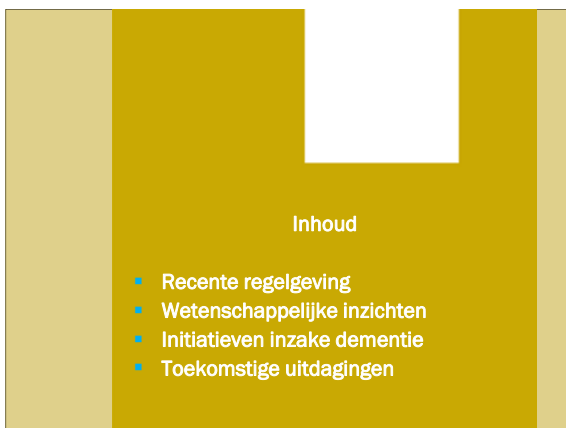 Inhoud
▪ Recente regelgeving
▪ Wetenschappelijke inzichten
▪ Initiatieven inzake dementie
▪ Toekomstige uitdagingen